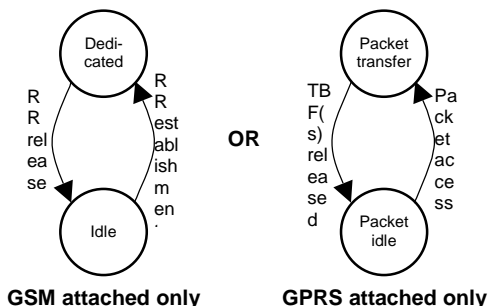 Dedi-
cated
R
R
rel
ea
se
R
R
est
abl
ish
m
en
Idle
GSM attached only
OR
Packet
transfer
TB
F(
s)
rel
ea
se
d
Pa
ck
et
ac
ce
ss
Packet
idle
GPRS attached only